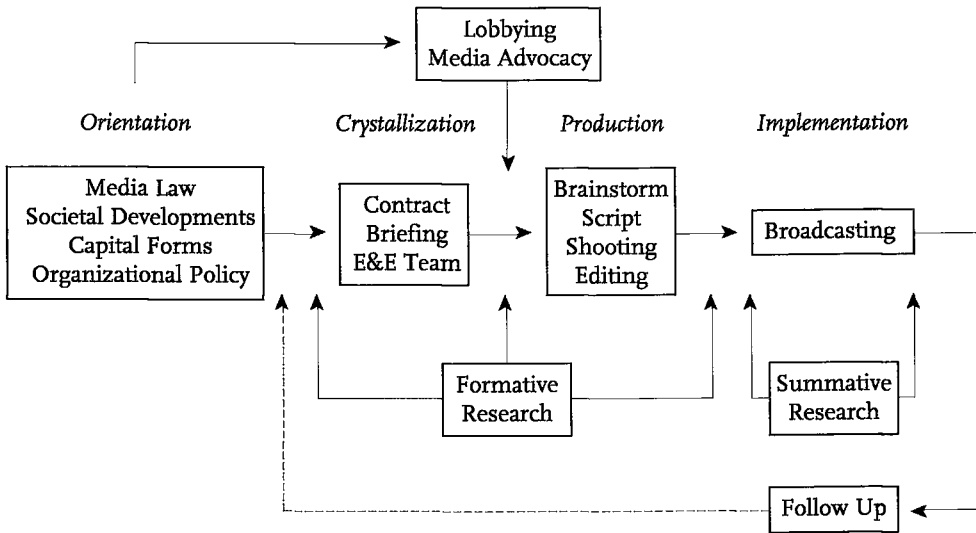 Lobbying
Media Advocacy
Orientation
Crystallization
Production
Implementation
Media Law
Societal Developments
Capital Forms
Organizational Policy
Contract
Briefing
E&E Team
Brainstorm
Script
Shooting
Editing
Broadcasting
Formative
Research
Summative
Research
Follow Up